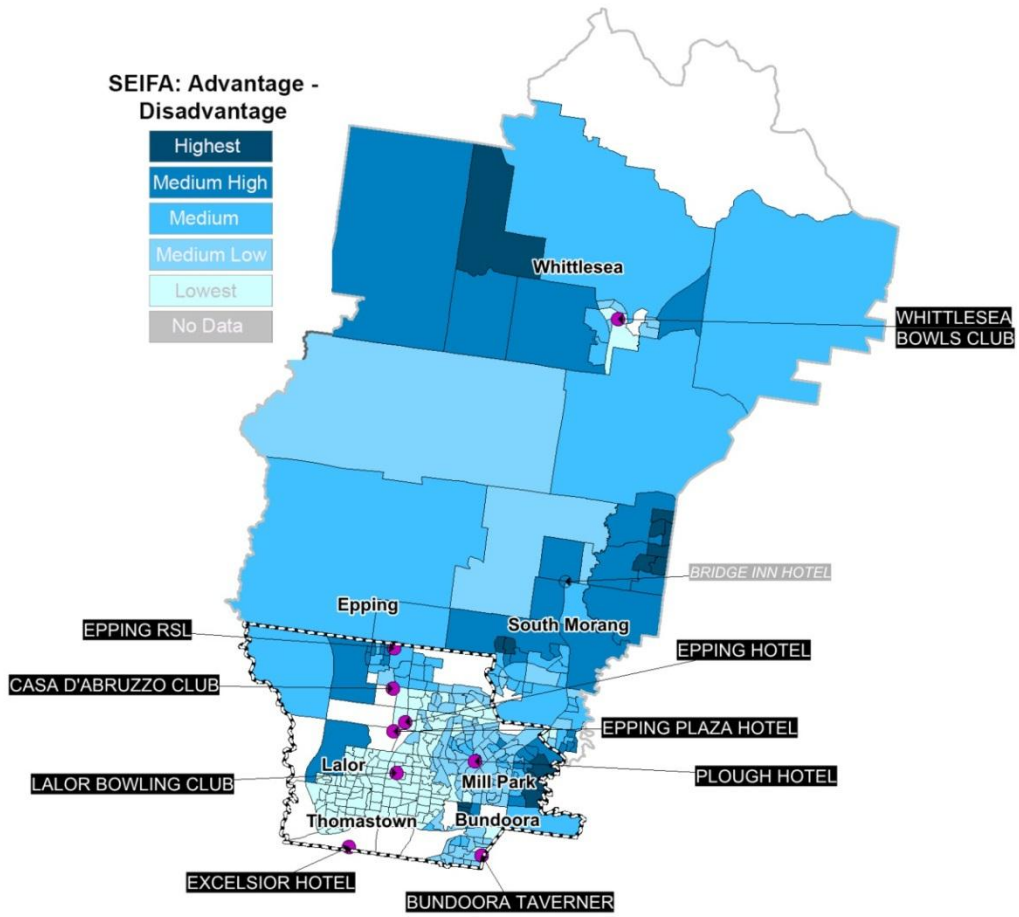 SEIFA: Advantage -
Disadvantage
Highest
Medium High
Medium
Medium Low
Lowest
No Data
Whittlesea
WHITTLESEA
BOWLS CLUB
BRIDGE INN HOTEL
Epping
South Morang
EPPING RSL
EPPING HOTEL
CASA D'ABRUZZO CLUB
EPPING PLAZA HOTEL
Lalor
PLOUGH HOTEL
LALOR BOWLING CLUB
Mill Park
Thomastown
Bundoora
EXCELSIOR HOTEL
BUNDOORA TAVERNER